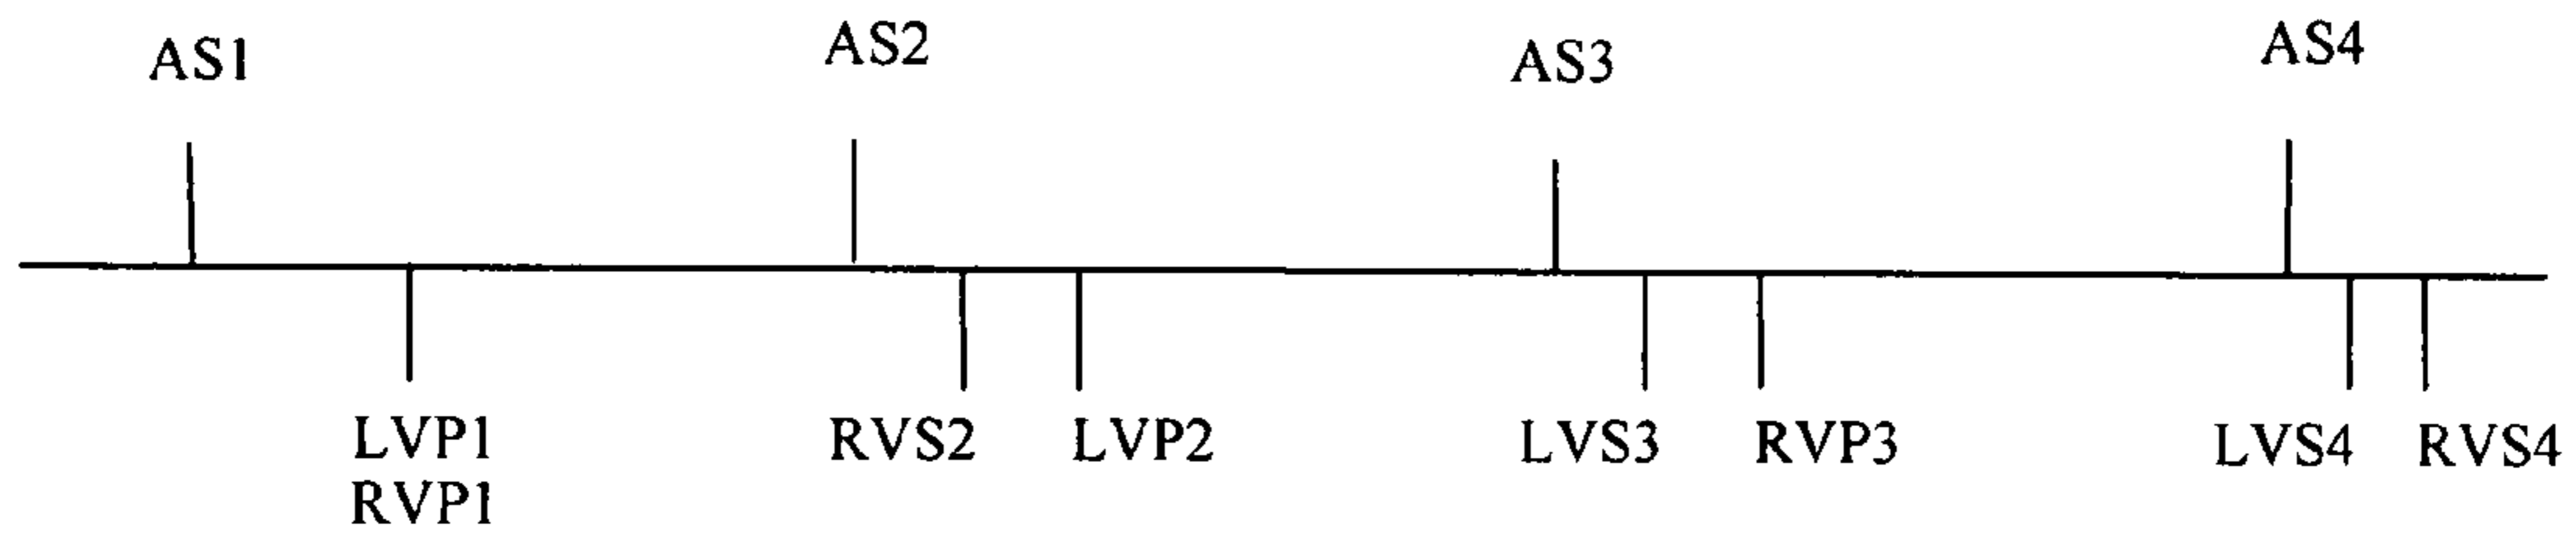 AS1
AS2
AS3
AS4
LVP1
RVP1
RVS2
LVP2
LVS3
RVP3
LVS4
RVS4